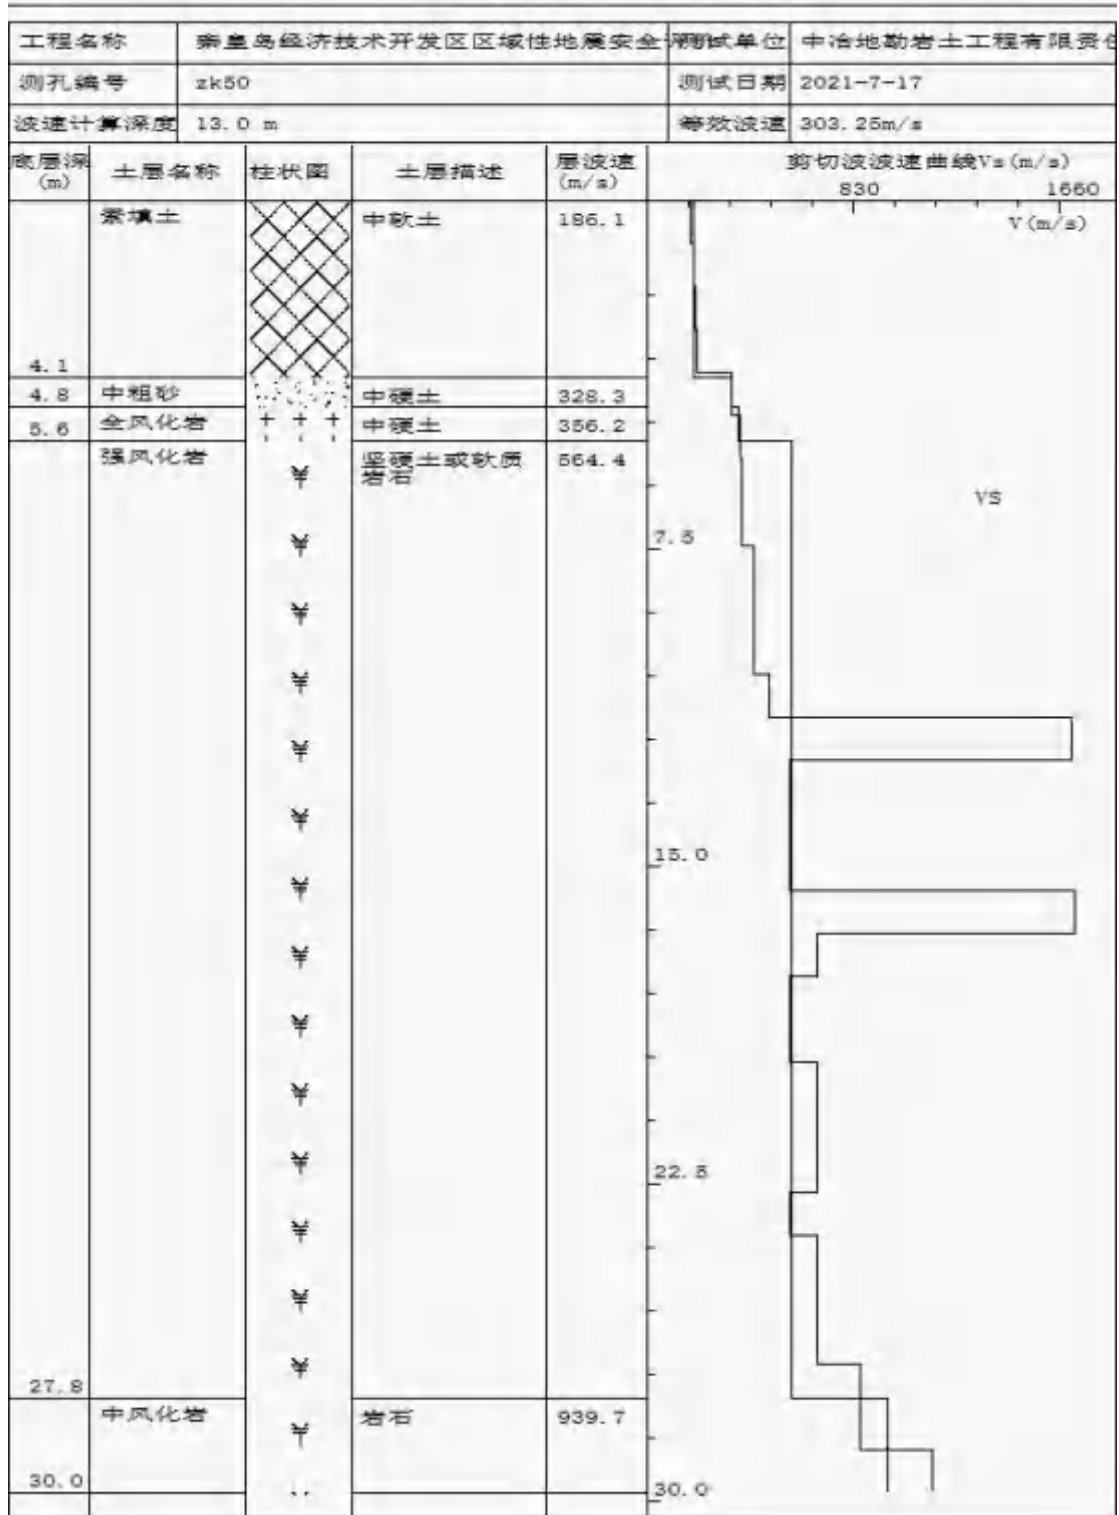 工程名称 秦皇岛经济技术开发区区域性地震安全 测试单位 中冶地勘岩土工程有限责任
测孔编号 zk50 测试日期 2021-7-17
波速计算深度 13.0 m 等效波速 303.25m/s
底层深 土层名称 柱状图 土层描述 层波速 剪切波波速曲线Vs(m/s)
(m) (m/s) 830 1660
素填土 中软土 186.1 V(m/s)
4.1
4.8 中粗砂 中硬土 328.3
5.6 全风化岩 中硬土 356.2
强风化岩 坚硬土或软质 564.4
岩石
VS
7.5
15.0
22.5
27.8
中风化岩 岩石 939.7
30.0 30.0